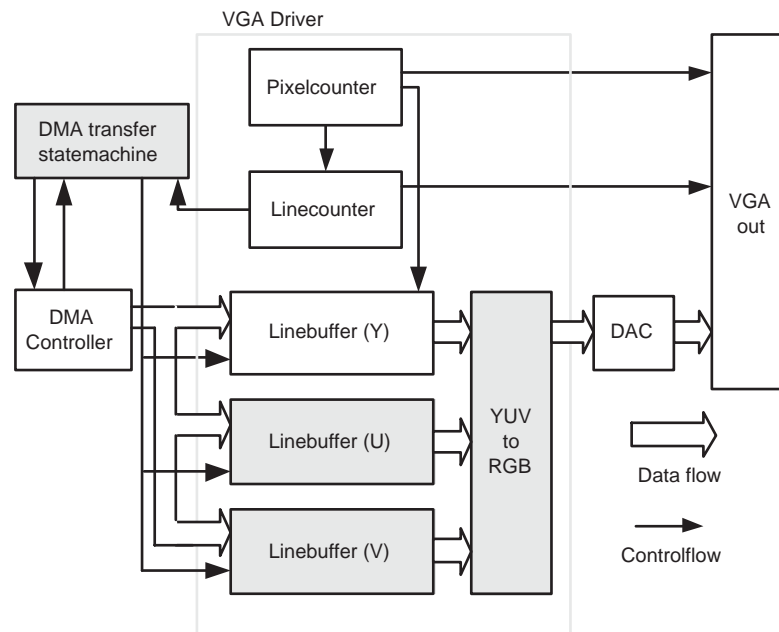 VGA Driver
Pixelcounter
DMA transfer
statemachine
Linecounter
VGA
out
DMA
Controller
Linebuffer (Y)
DAC
Linebuffer (U)
YUV
to
RGB
Data flow
Linebuffer (V)
Controlflow